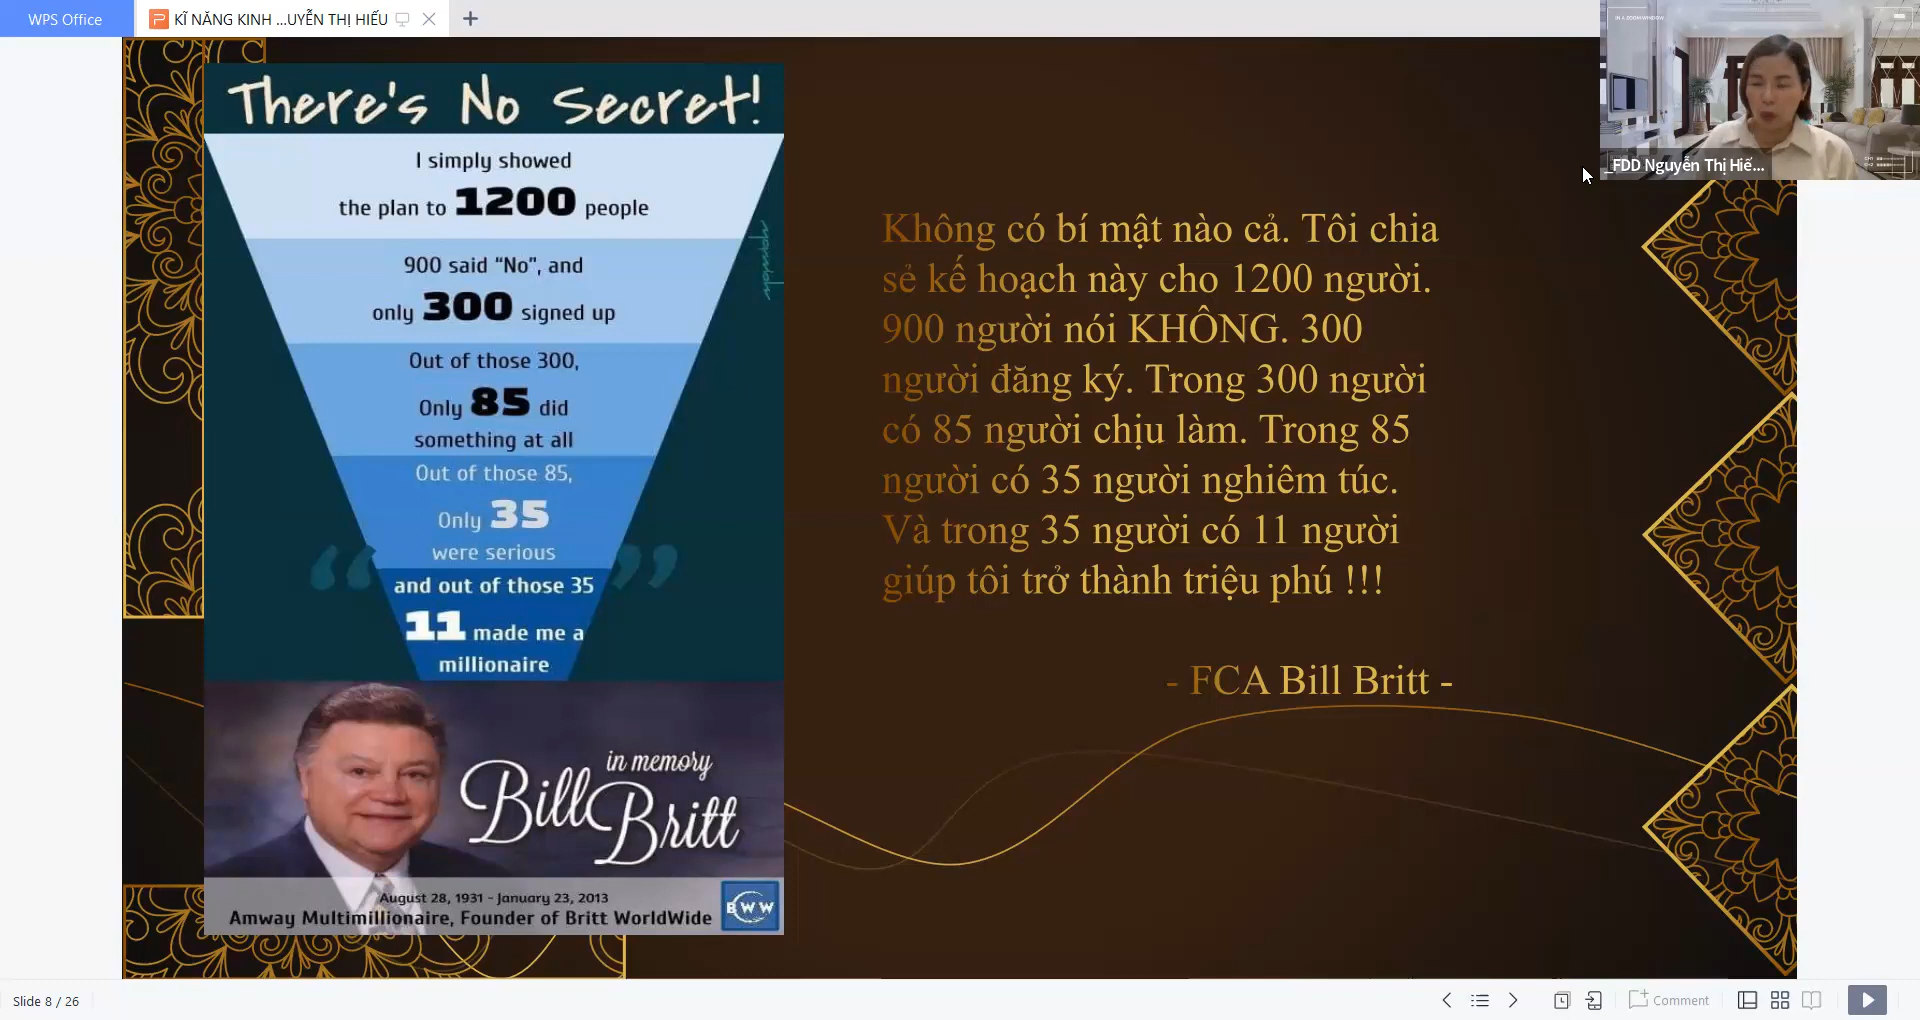 WPS Office
KĨ NĂNG KINH ...UYỄN THỊ HIẾU
IN A ZOOM WINDOW
_FDD Nguyễn Thị Hiế...
There's No Secret!
I simply showed
the plan to 1200 people
900 said “No”, and
only 300 signed up
Out of those 300,
Only 85 did
something at all
Out of those 85,
Only 35
were serious
and out of those 35
11 made me a
millionaire
in memory
Bill Britt
August 28, 1931 - January 23, 2013
Amway Multimillionaire, Founder of Britt WorldWide
BWW
Không có bí mật nào cả. Tôi chia
sẻ kế hoạch này cho 1200 người.
900 người nói KHÔNG. 300
người đăng ký. Trong 300 người
có 85 người chịu làm. Trong 85
người có 35 người nghiêm túc.
Và trong 35 người có 11 người
giúp tôi trở thành triệu phú !!!
- FCA Bill Britt -
Slide 8 / 26
Comment